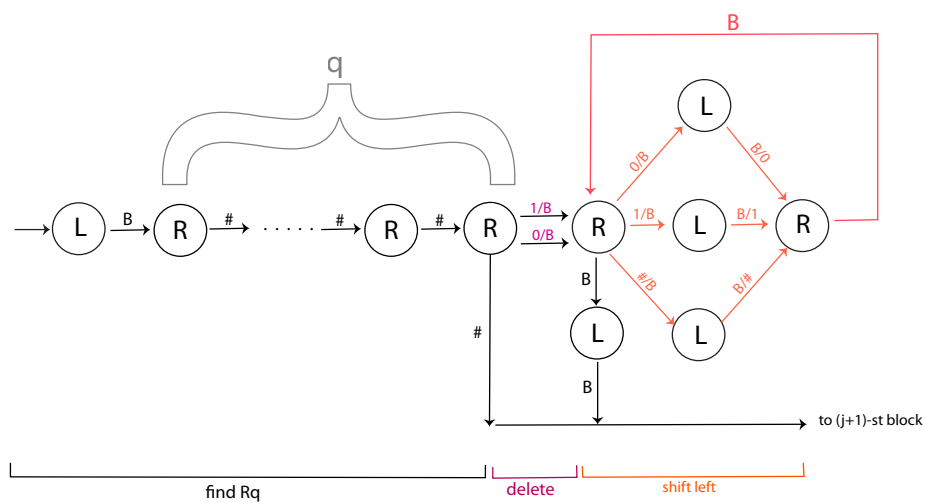 B
q
L
0/B
B/0
L
B
R
#
. . . . .
#
R
#
R
1/B
0/B
R
1/B
L
B/1
R
#/B
B/#
B
#
L
L
B
to (j+1)-st block
find Rq
delete
shift left